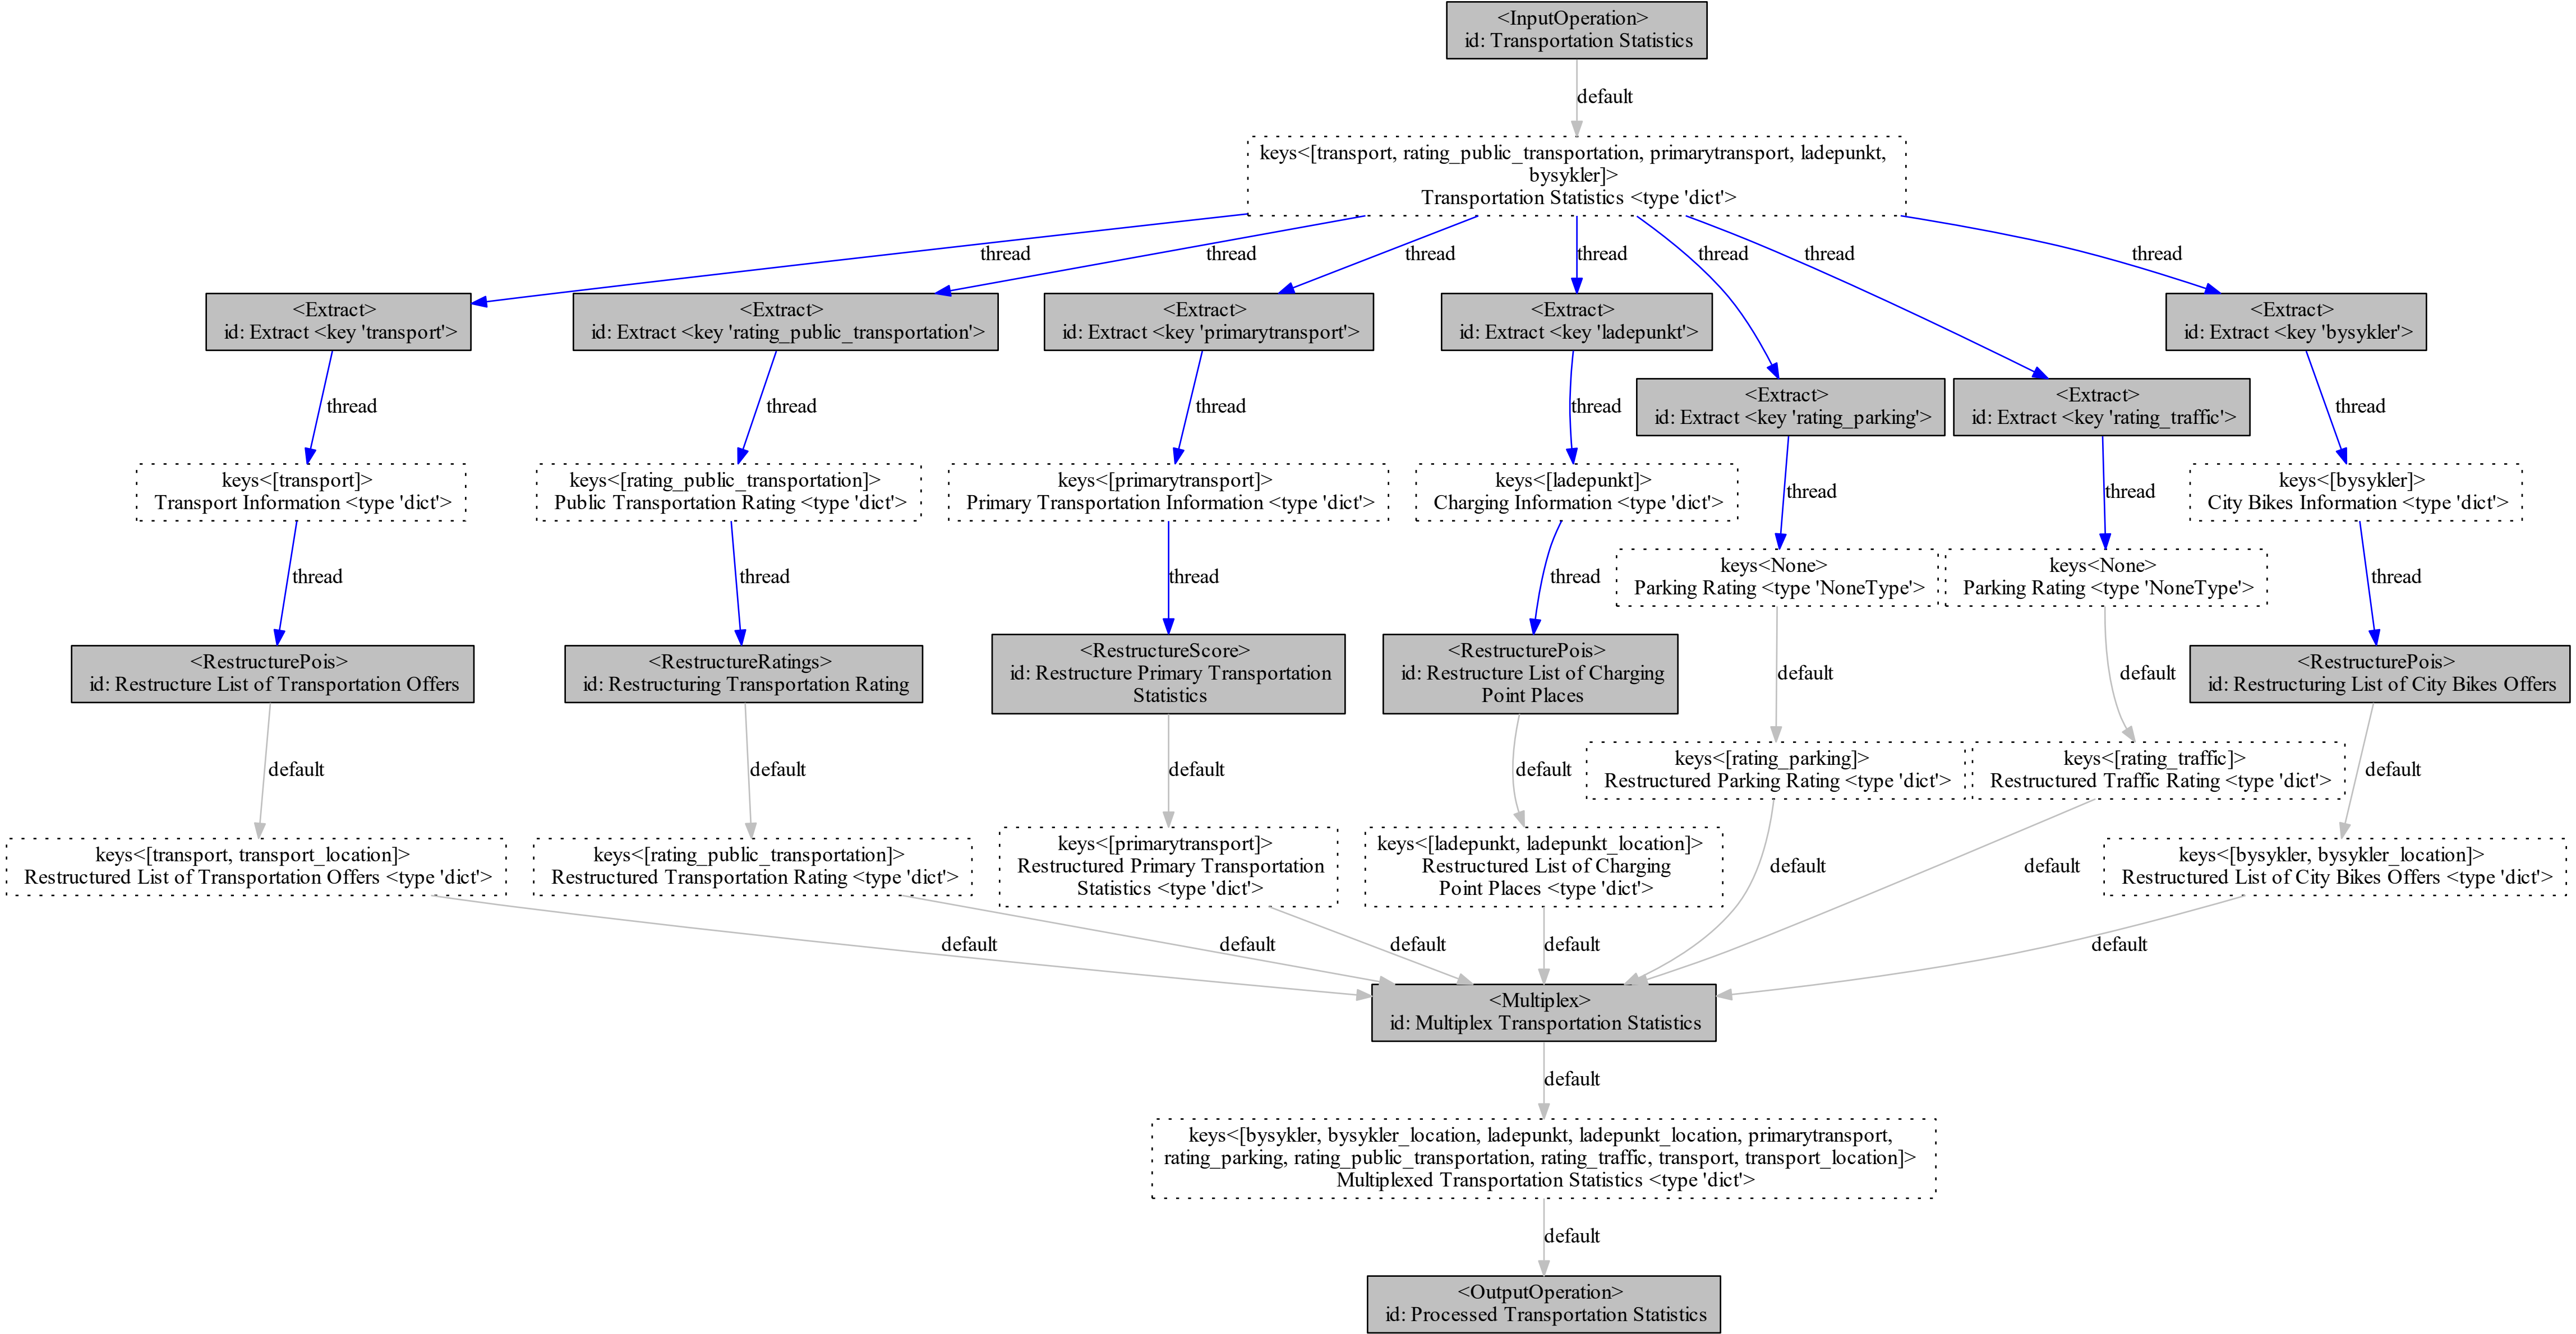 <InputOperation>
id: Transportation Statistics
default
keys<[transport, rating_public_transportation, primarytransport, ladepunkt,
bysykler]>
Transportation Statistics <type 'dict'>
thread
thread
thread
thread
thread
thread
thread
<Extract>
id: Extract <key 'transport'>
<Extract>
id: Extract <key 'rating_public_transportation'>
<Extract>
id: Extract <key 'primarytransport'>
<Extract>
id: Extract <key 'ladepunkt'>
<Extract>
id: Extract <key 'bysykler'>
<Extract>
id: Extract <key 'rating_parking'>
<Extract>
id: Extract <key 'rating_traffic'>
thread
thread
thread
thread
thread
keys<[transport]>
Transport Information <type 'dict'>
keys<[rating_public_transportation]>
Public Transportation Rating <type 'dict'>
keys<[primarytransport]>
Primary Transportation Information <type 'dict'>
keys<[ladepunkt]>
Charging Information <type 'dict'>
thread
thread
keys<[bysykler]>
City Bikes Information <type 'dict'>
thread
thread
thread
thread
keys<None>
Parking Rating <type 'NoneType'>
keys<None>
Parking Rating <type 'NoneType'>
thread
<RestructurePois>
id: Restructure List of Transportation Offers
<RestructureRatings>
id: Restructuring Transportation Rating
<RestructureScore>
id: Restructure Primary Transportation
Statistics
<RestructurePois>
id: Restructure List of Charging
Point Places
default
default
<RestructurePois>
id: Restructuring List of City Bikes Offers
default
default
default
default
keys<[rating_parking]>
Restructured Parking Rating <type 'dict'>
keys<[rating_traffic]>
Restructured Traffic Rating <type 'dict'>
default
keys<[transport, transport_location]>
Restructured List of Transportation Offers <type 'dict'>
keys<[rating_public_transportation]>
Restructured Transportation Rating <type 'dict'>
keys<[primarytransport]>
Restructured Primary Transportation
Statistics <type 'dict'>
keys<[ladepunkt, ladepunkt_location]>
Restructured List of Charging
Point Places <type 'dict'>
default
default
keys<[bysykler, bysykler_location]>
Restructured List of City Bikes Offers <type 'dict'>
default
default
default
default
default
<Multiplex>
id: Multiplex Transportation Statistics
default
keys<[bysykler, bysykler_location, ladepunkt, ladepunkt_location, primarytransport,
rating_parking, rating_public_transportation, rating_traffic, transport, transport_location]>
Multiplexed Transportation Statistics <type 'dict'>
default
<OutputOperation>
id: Processed Transportation Statistics